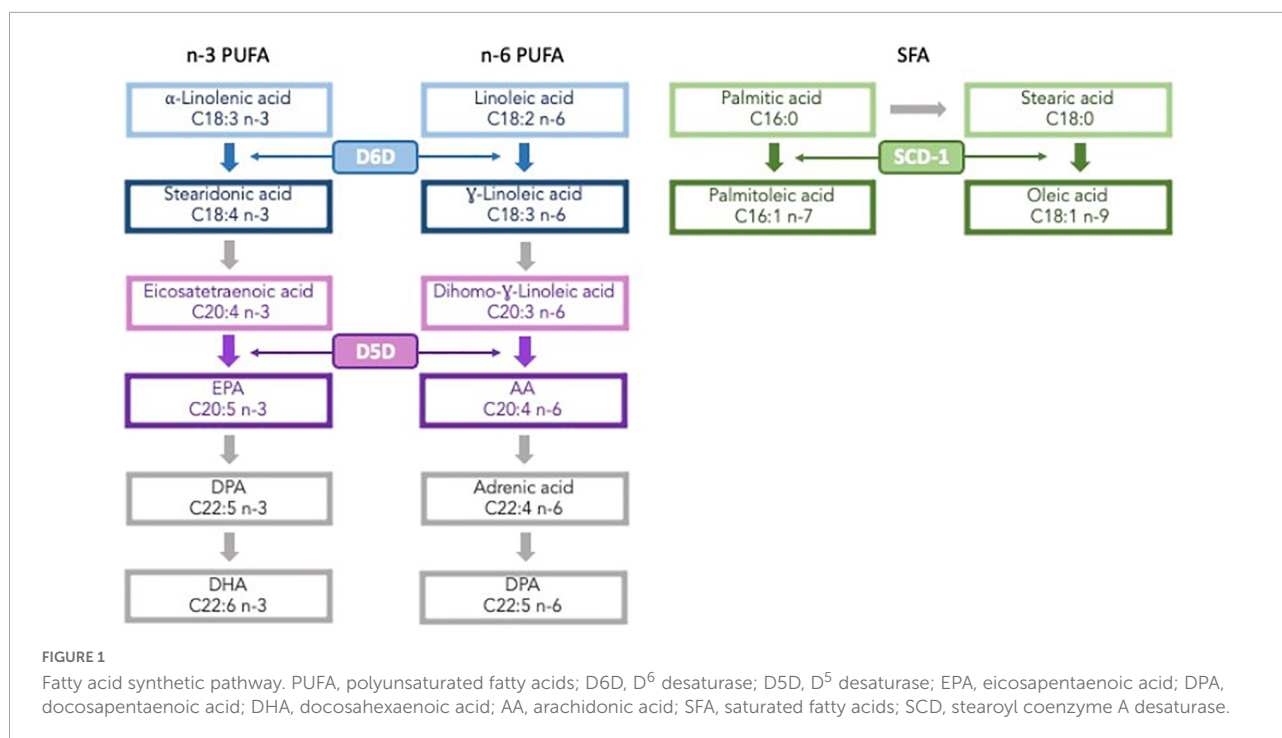 n-3 PUFA
n-6 PUFA
SFA
α-Linolenic acid
C18:3 n-3
Linoleic acid
C18:2 n-6
Palmitic acid
C16:0
Stearic acid
C18:0
D6D
SCD-1
Stearidonic acid
C18:4 n-3
Ɣ-Linoleic acid
C18:3 n-6
Palmitoleic acid
C16:1 n-7
Oleic acid
C18:1 n-9
Eicosatetraenoic acid
C20:4 n-3
Dihomo-Ɣ-Linoleic acid
C20:3 n-6
D5D
EPA
C20:5 n-3
AA
C20:4 n-6
DPA
C22:5 n-3
Adrenic acid
C22:4 n-6
DHA
C22:6 n-3
DPA
C22:5 n-6
FIGURE 1
Fatty acid synthetic pathway. PUFA, polyunsaturated fatty acids; D6D, D⁶ desaturase; D5D, D⁵ desaturase; EPA, eicosapentaenoic acid; DPA,
docosapentaenoic acid; DHA, docosahexaenoic acid; AA, arachidonic acid; SFA, saturated fatty acids; SCD, stearoyl coenzyme A desaturase.